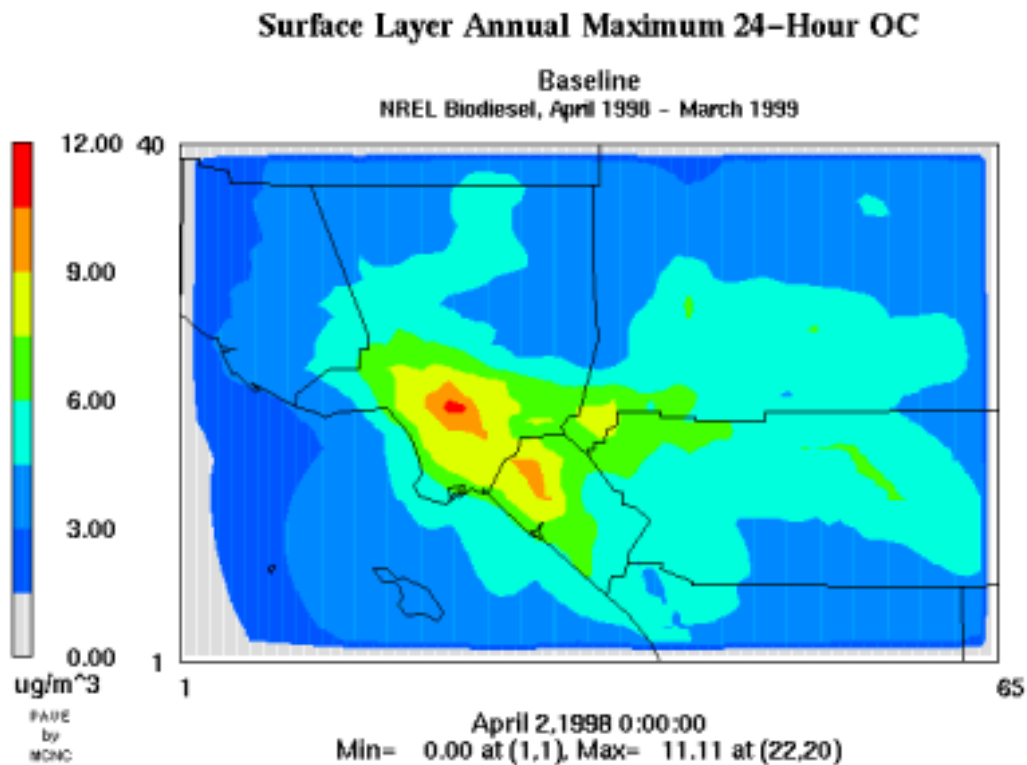 Surface Layer Annual Maximum 24-Hour OC
Baseline
NREL Biodiesel, April 1998 - March 1999
12.00
9.00
6.00
3.00
0.00
ug/m^3
PAVE
by
MCNC
40
1
1
65
April 2,1998 0:00:00
Min= 0.00 at (1,1), Max= 11.11 at (22,20)